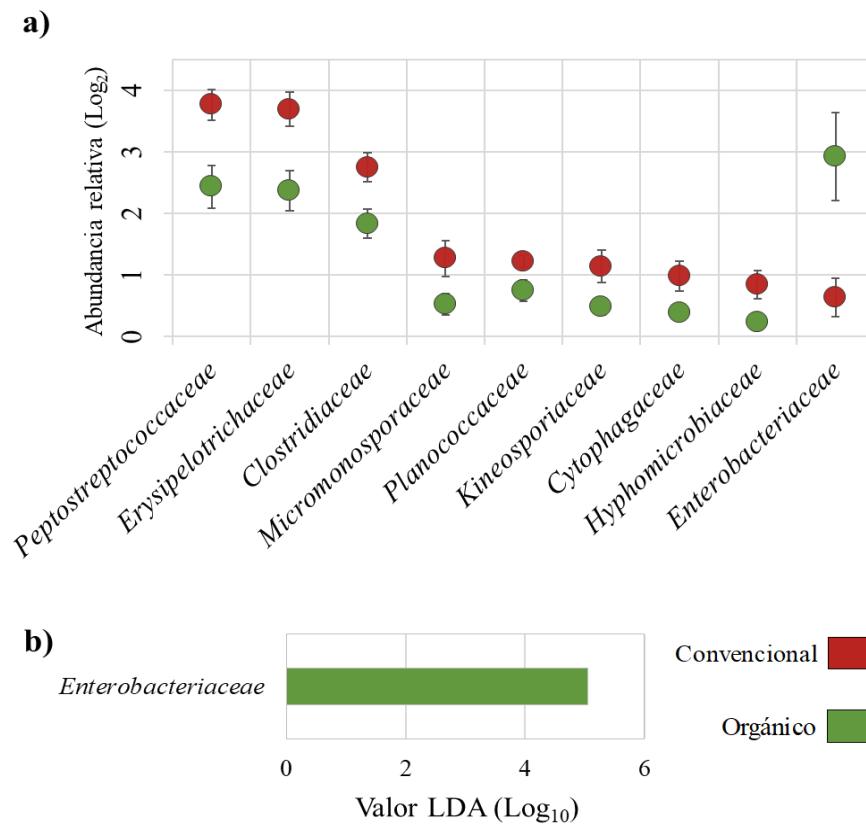 a)
Abundancia relativa (Log2)
4
3
2
1
0
Peptostreptococcaceae
Erysipelotrichaceae
Clostridiaceae
Micromonosporaceae
Planococcaceae
Kineosporiaceae
Cytophagaceae
Hyphomicrobiaceae
Enterobacteriaceae
b)
Enterobacteriaceae
0 2 4 6
Valor LDA (Log10)
Convencional
Orgánico